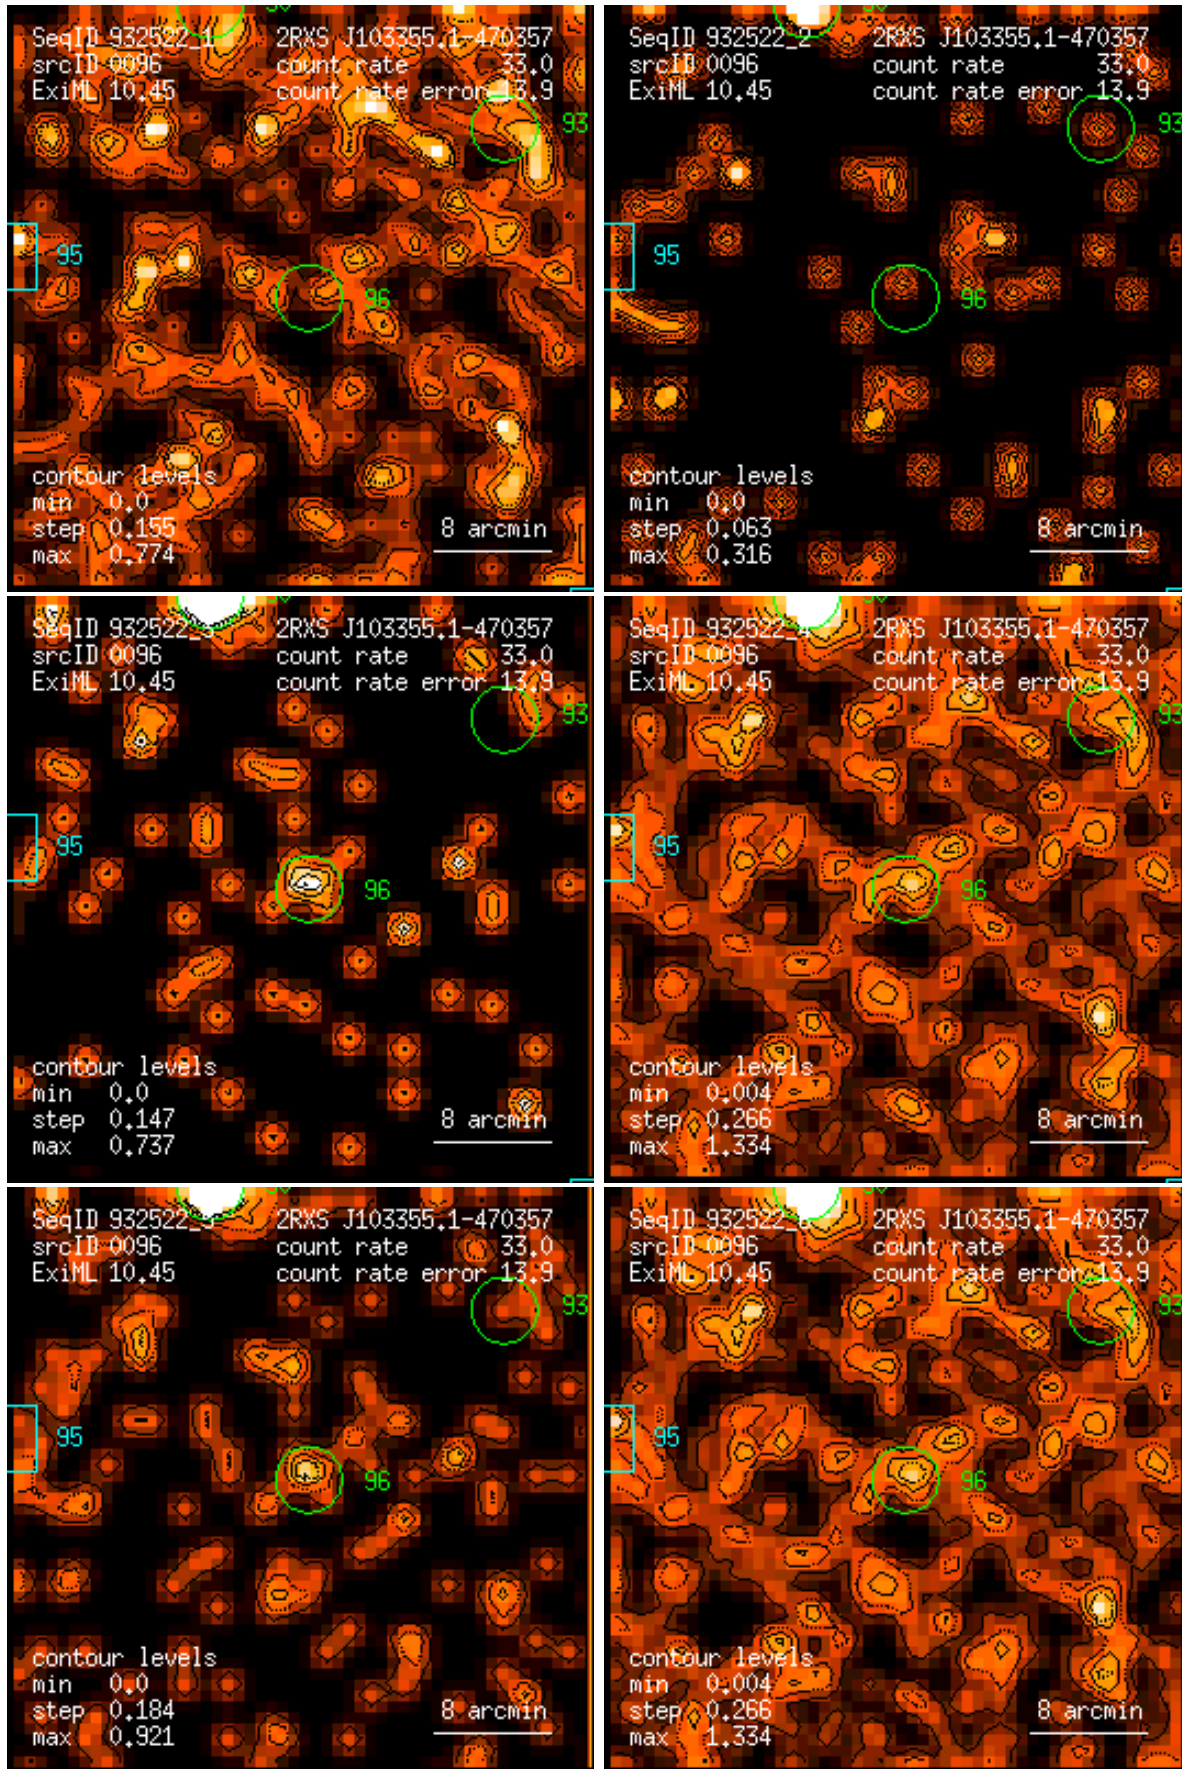 SeqID 932522_1 2RXS J103355.1-470357
srcID 0096 count rate 33.0
ExiML 10.45 count rate error 13.9
93
95
96
contour levels
min 0.0
step 0.155 8 arcmin
max 0.774
SeqID 932522_2 2RXS J103355.1-470357
srcID 0096 count rate 33.0
ExiML 10.45 count rate error 13.9
93
95
96
contour levels
min 0.0
step 0.063 8 arcmin
max 0.316
SeqID 932522_3 2RXS J103355.1-470357
srcID 0096 count rate 33.0
ExiML 10.45 count rate error 13.9
93
95
96
contour levels
min 0.0
step 0.147 8 arcmin
max 0.737
SeqID 932522_4 2RXS J103355.1-470357
srcID 0096 count rate 33.0
ExiML 10.45 count rate error 13.9
93
95
96
contour levels
min 0.004
step 0.266 8 arcmin
max 1.334
SeqID 932522_ 2RXS J103355.1-470357
srcID 0096 count rate 33.0
ExiML 10.45 count rate error 13.9
93
95
96
contour levels
min 0.0
step 0.184 8 arcmin
max 0.921
SeqID 932522_ 2RXS J103355.1-470357
srcID 0096 count rate 33.0
ExiML 10.45 count rate error 13.9
93
95
96
contour levels
min 0.004
step 0.266 8 arcmin
max 1.334